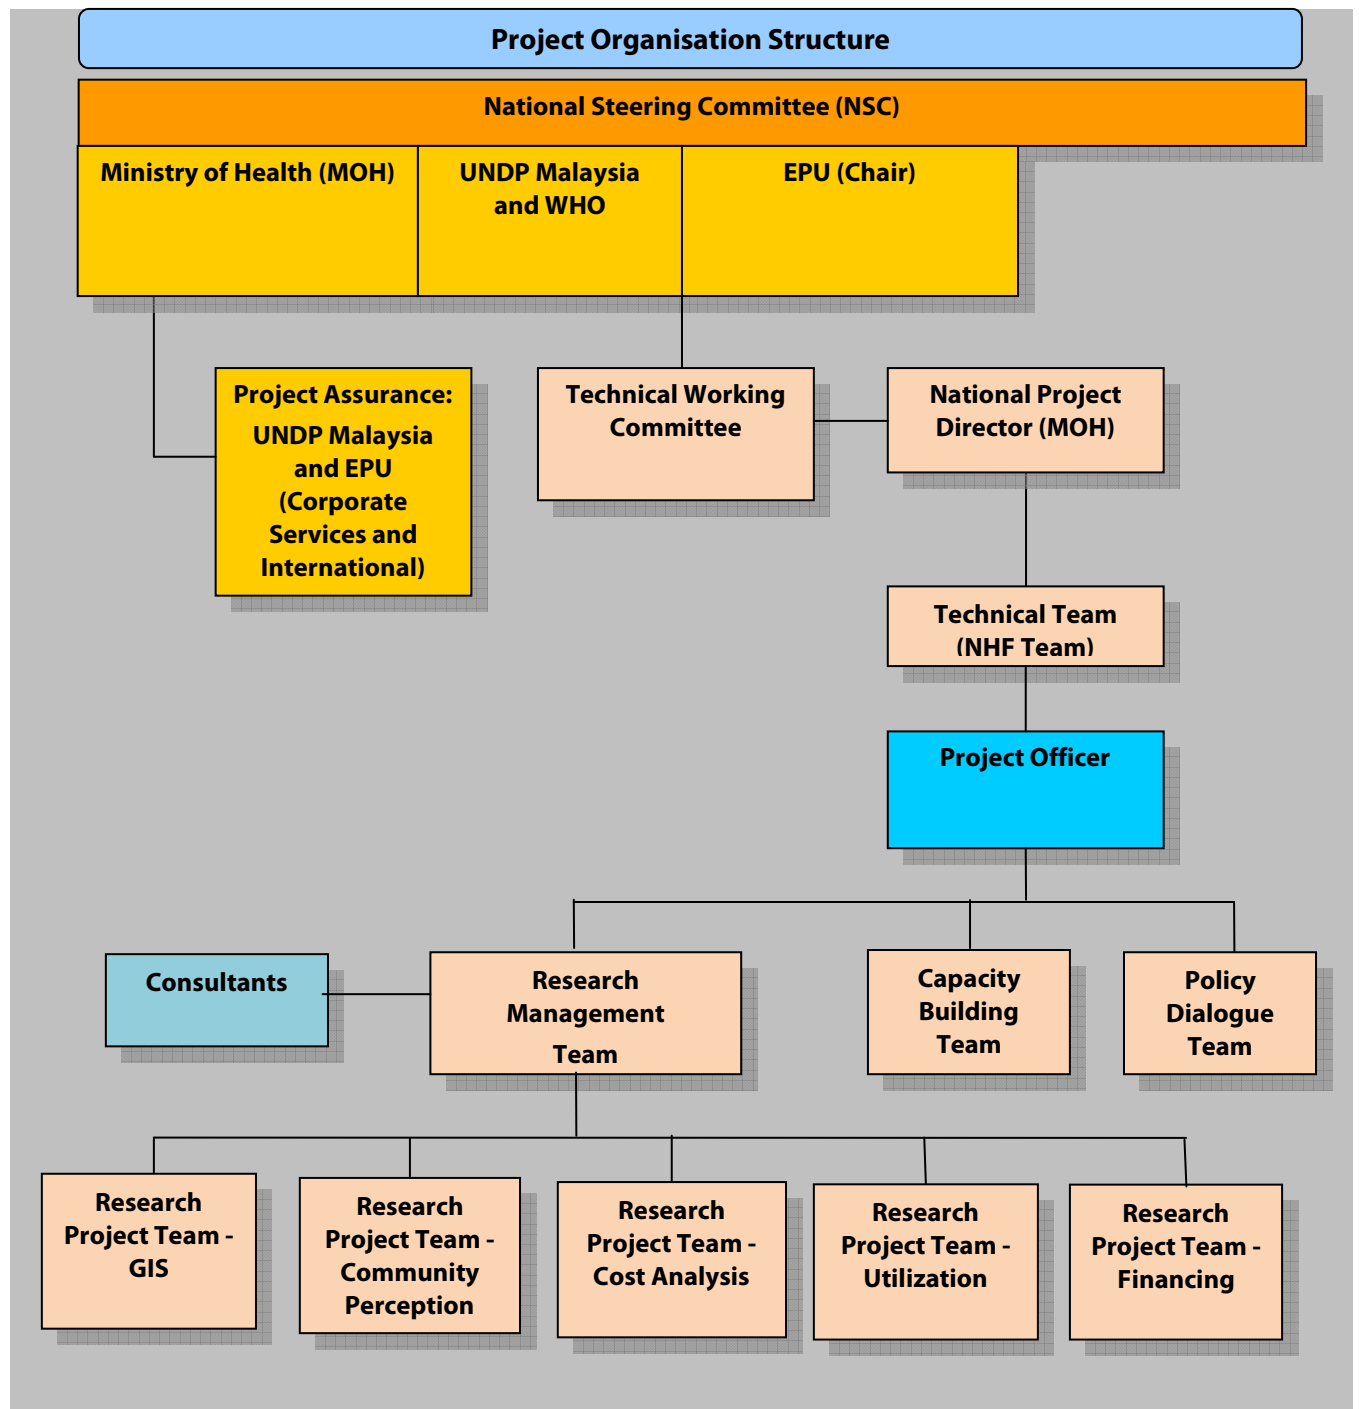 Project Organisation Structure
National Steering Committee (NSC)
Ministry of Health (MOH)
UNDP Malaysia
and WHO
EPU (Chair)
Project Assurance:
UNDP Malaysia
and EPU
(Corporate
Services and
International)
Technical Working
Committee
National Project
Director (MOH)
Technical Team
(NHF Team)
Project Officer
Consultants
Research
Management
Team
Capacity
Building
Team
Policy
Dialogue
Team
Research
Project Team -
GIS
Research
Project Team -
Community
Perception
Research
Project Team -
Cost Analysis
Research
Project Team -
Utilization
Research
Project Team -
Financing